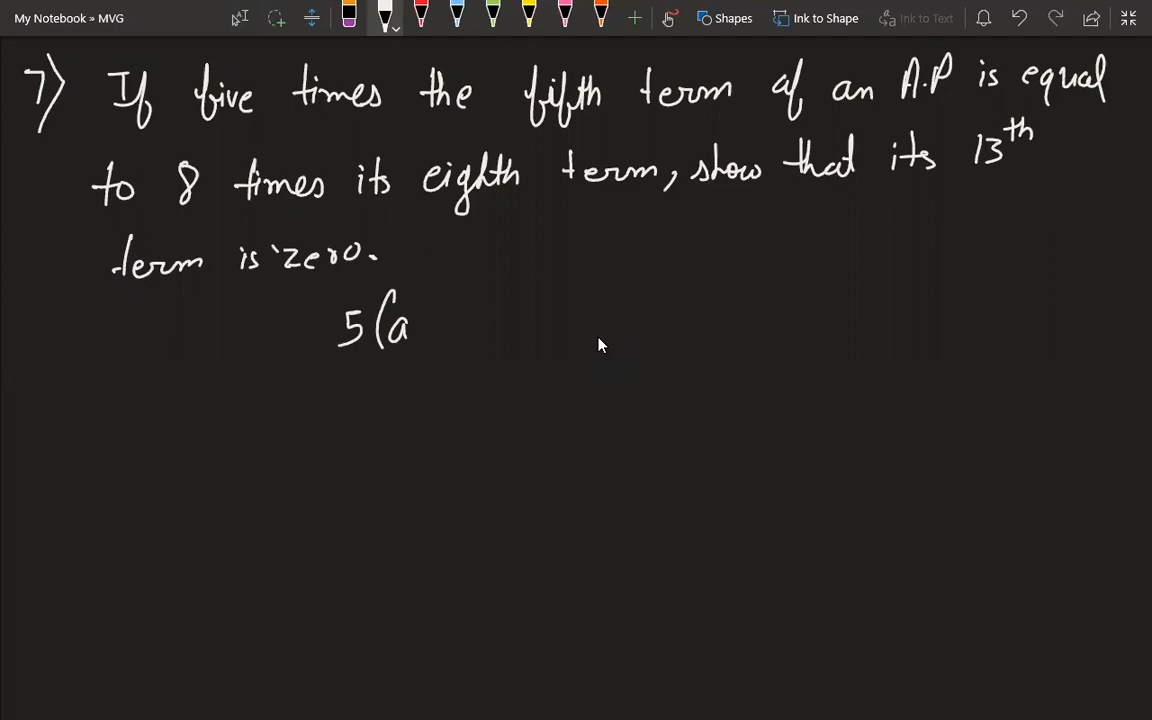 My Notebook » MVG
Shapes Ink to Shape Ink to Text
7) If five times the fifth term of an A.P is equal
to 8 times its eighth term, show that its 13th
term is zero.
5(a